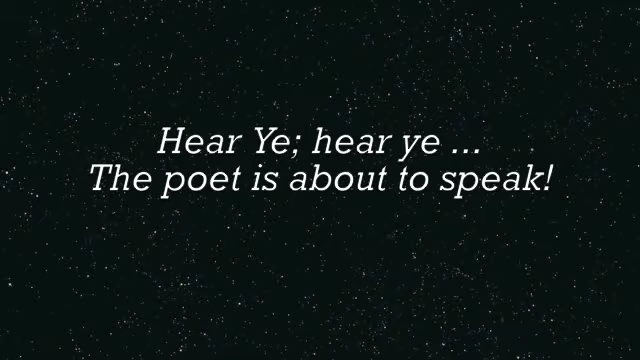 Hear Ye; hear ye ...
The poet is about to speak!